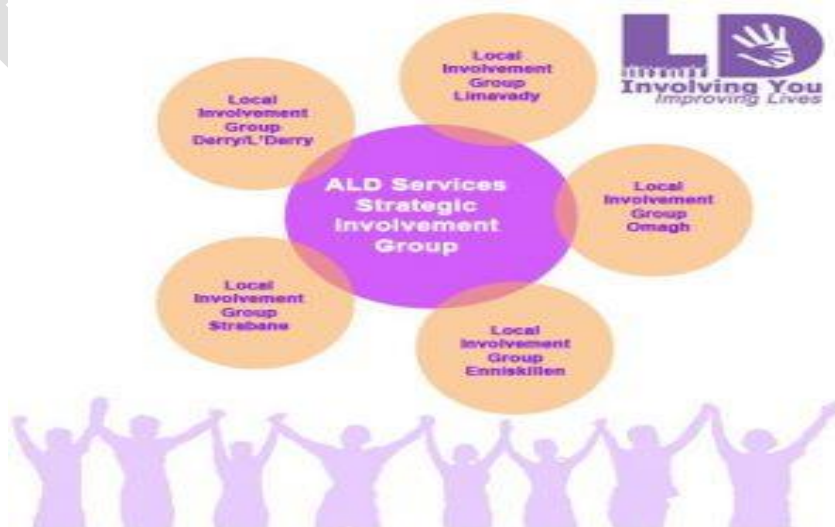 LD
Involving You
Improving Lives
Local
Involvement
Group
Limavady
Local
Involvement
Group
Derry/L'Derry
ALD Services
Strategic
Involvement
Group
Local
Involvement
Group
Omagh
Local
Involvement
Group
Strabane
Local
Involvement
Group
Enniskillen